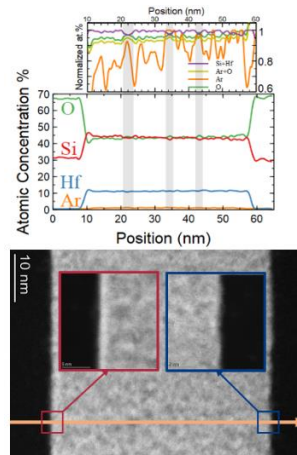 Position (nm)
10 20 30 40 50 60
Normalized at.%
1
0.8
0.6
Si+Hf
Ar+O
Ar
O
Atomic Concentration %
70
60
50
40
30
20
10
0
O
Si
Hf
Ar
0 10 20 30 40 50 60
Position (nm)
10 nm